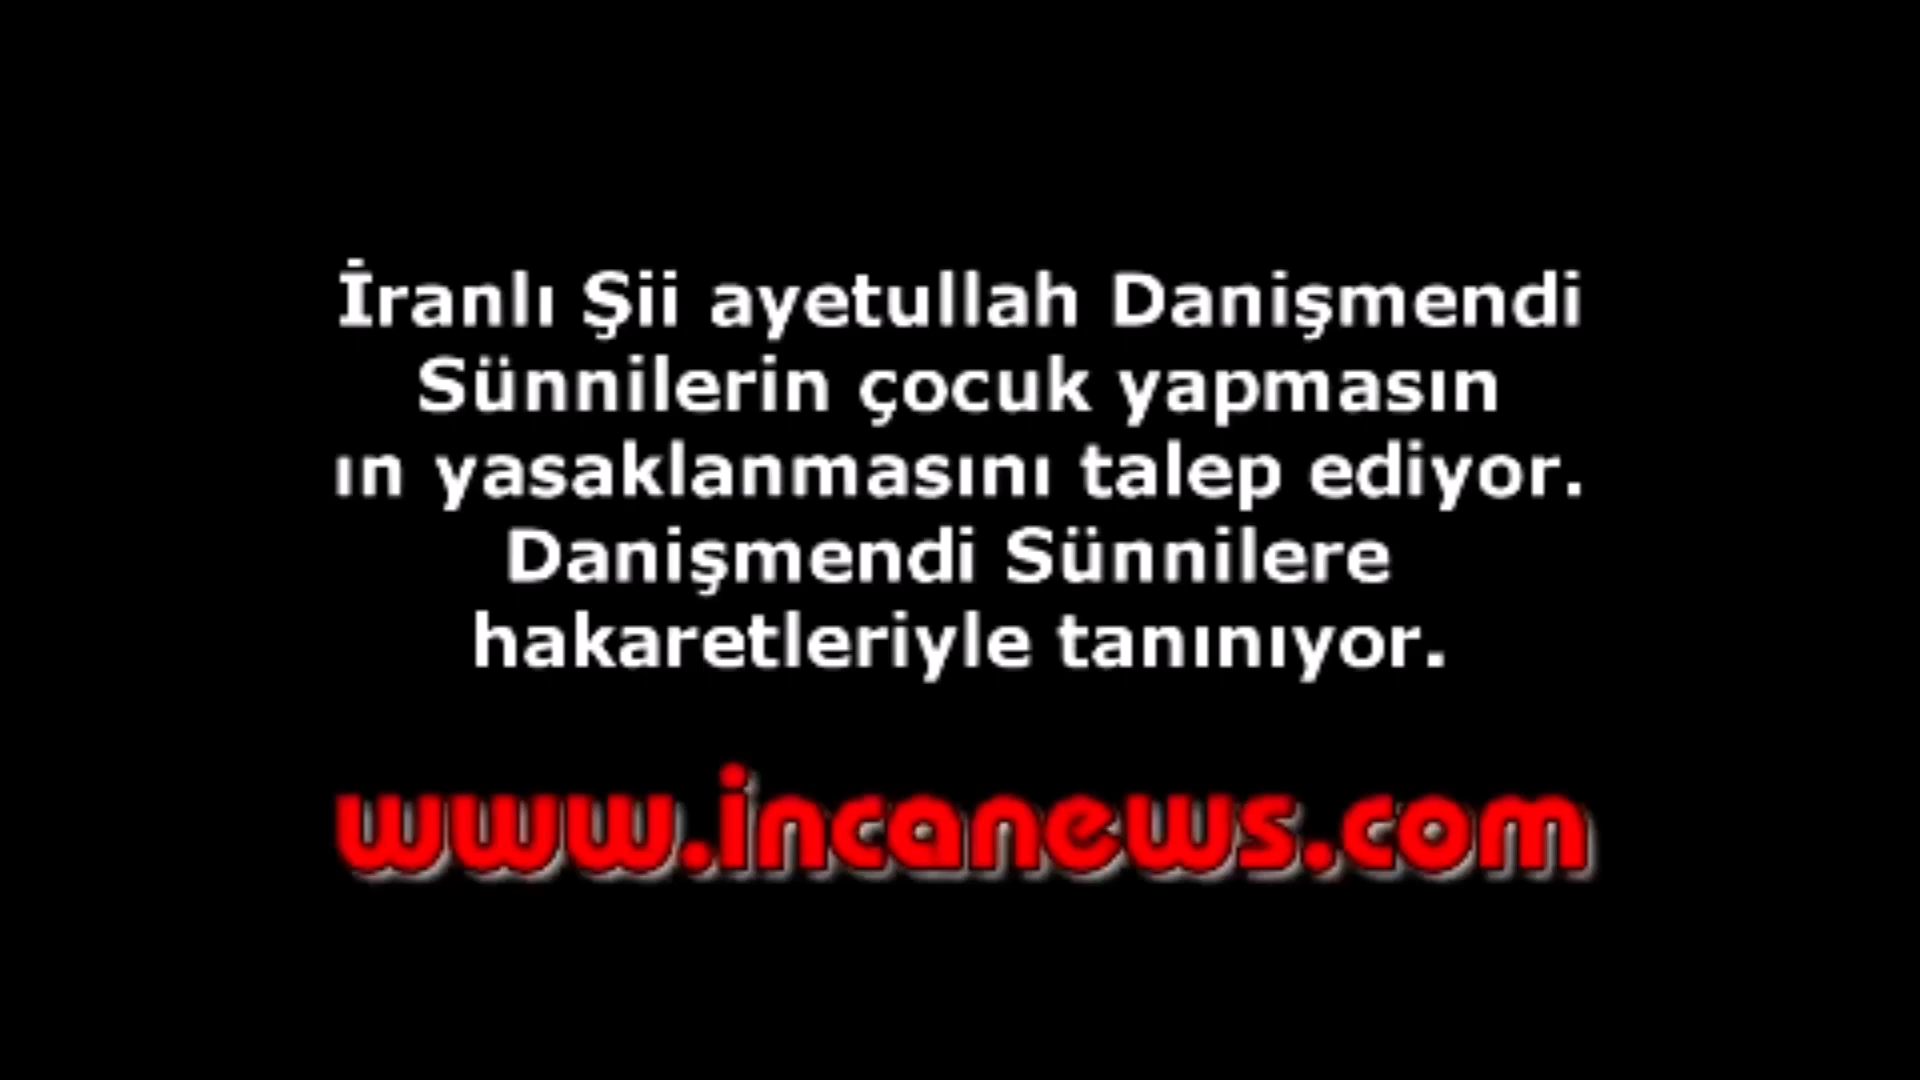 İranlı Şii ayetullah Danişmendi
Sünnilerin çocuk yapmasın
ın yasaklanmasını talep ediyor.
Danişmendi Sünnilere
hakaretleriyle tanınıyor.
www.incanews.com